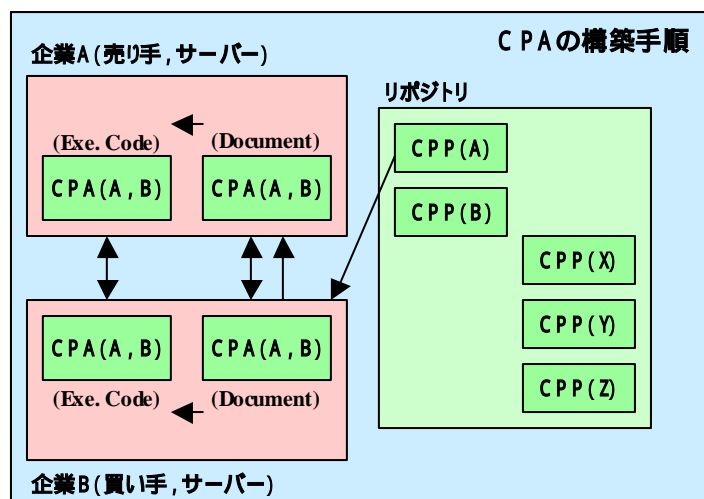 CPAの構築手順
企業A(売り手,サーバー)
(Exe. Code)
(Document)
CPA(A,B)
CPA(A,B)
リポジトリ
CPP(A)
CPP(B)
CPP(X)
CPP(Y)
CPP(Z)
CPA(A,B)
CPA(A,B)
(Exe. Code)
(Document)
企業B(買い手,サーバー)